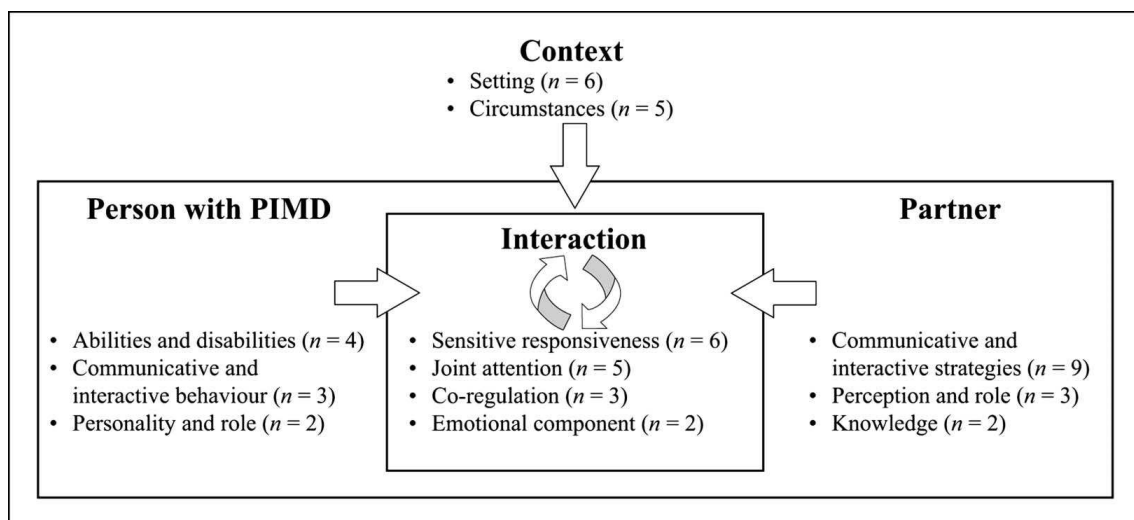 Context
• Setting (n = 6)
• Circumstances (n = 5)
Person with PIMD
• Abilities and disabilities (n = 4)
• Communicative and
interactive behaviour (n = 3)
• Personality and role (n = 2)
Interaction
• Sensitive responsiveness (n = 6)
• Joint attention (n = 5)
• Co-regulation (n = 3)
• Emotional component (n = 2)
Partner
• Communicative and
interactive strategies (n = 9)
• Perception and role (n = 3)
• Knowledge (n = 2)